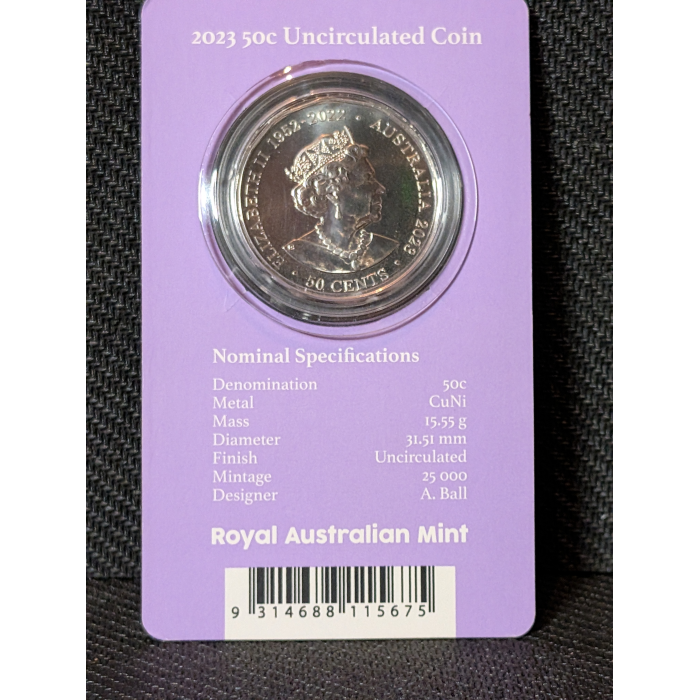 2023 50c Uncirculated Coin
ELIZABETH II 1952-2022 • AUSTRALIA 2023
• 50 CENTS •
Nominal Specifications
Denomination 50c
Metal CuNi
Mass 15.55 g
Diameter 31.51 mm
Finish Uncirculated
Mintage 25 000
Designer A. Ball
Royal Australian Mint
9 314688 115675